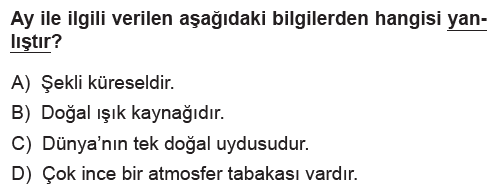 Ay ile ilgili verilen aşağıdaki bilgilerden hangisi yan-
lıştır?
A) Şekli küreseldir.
B) Doğal ışık kaynağıdır.
C) Dünya’nın tek doğal uydusudur.
D) Çok ince bir atmosfer tabakası vardır.